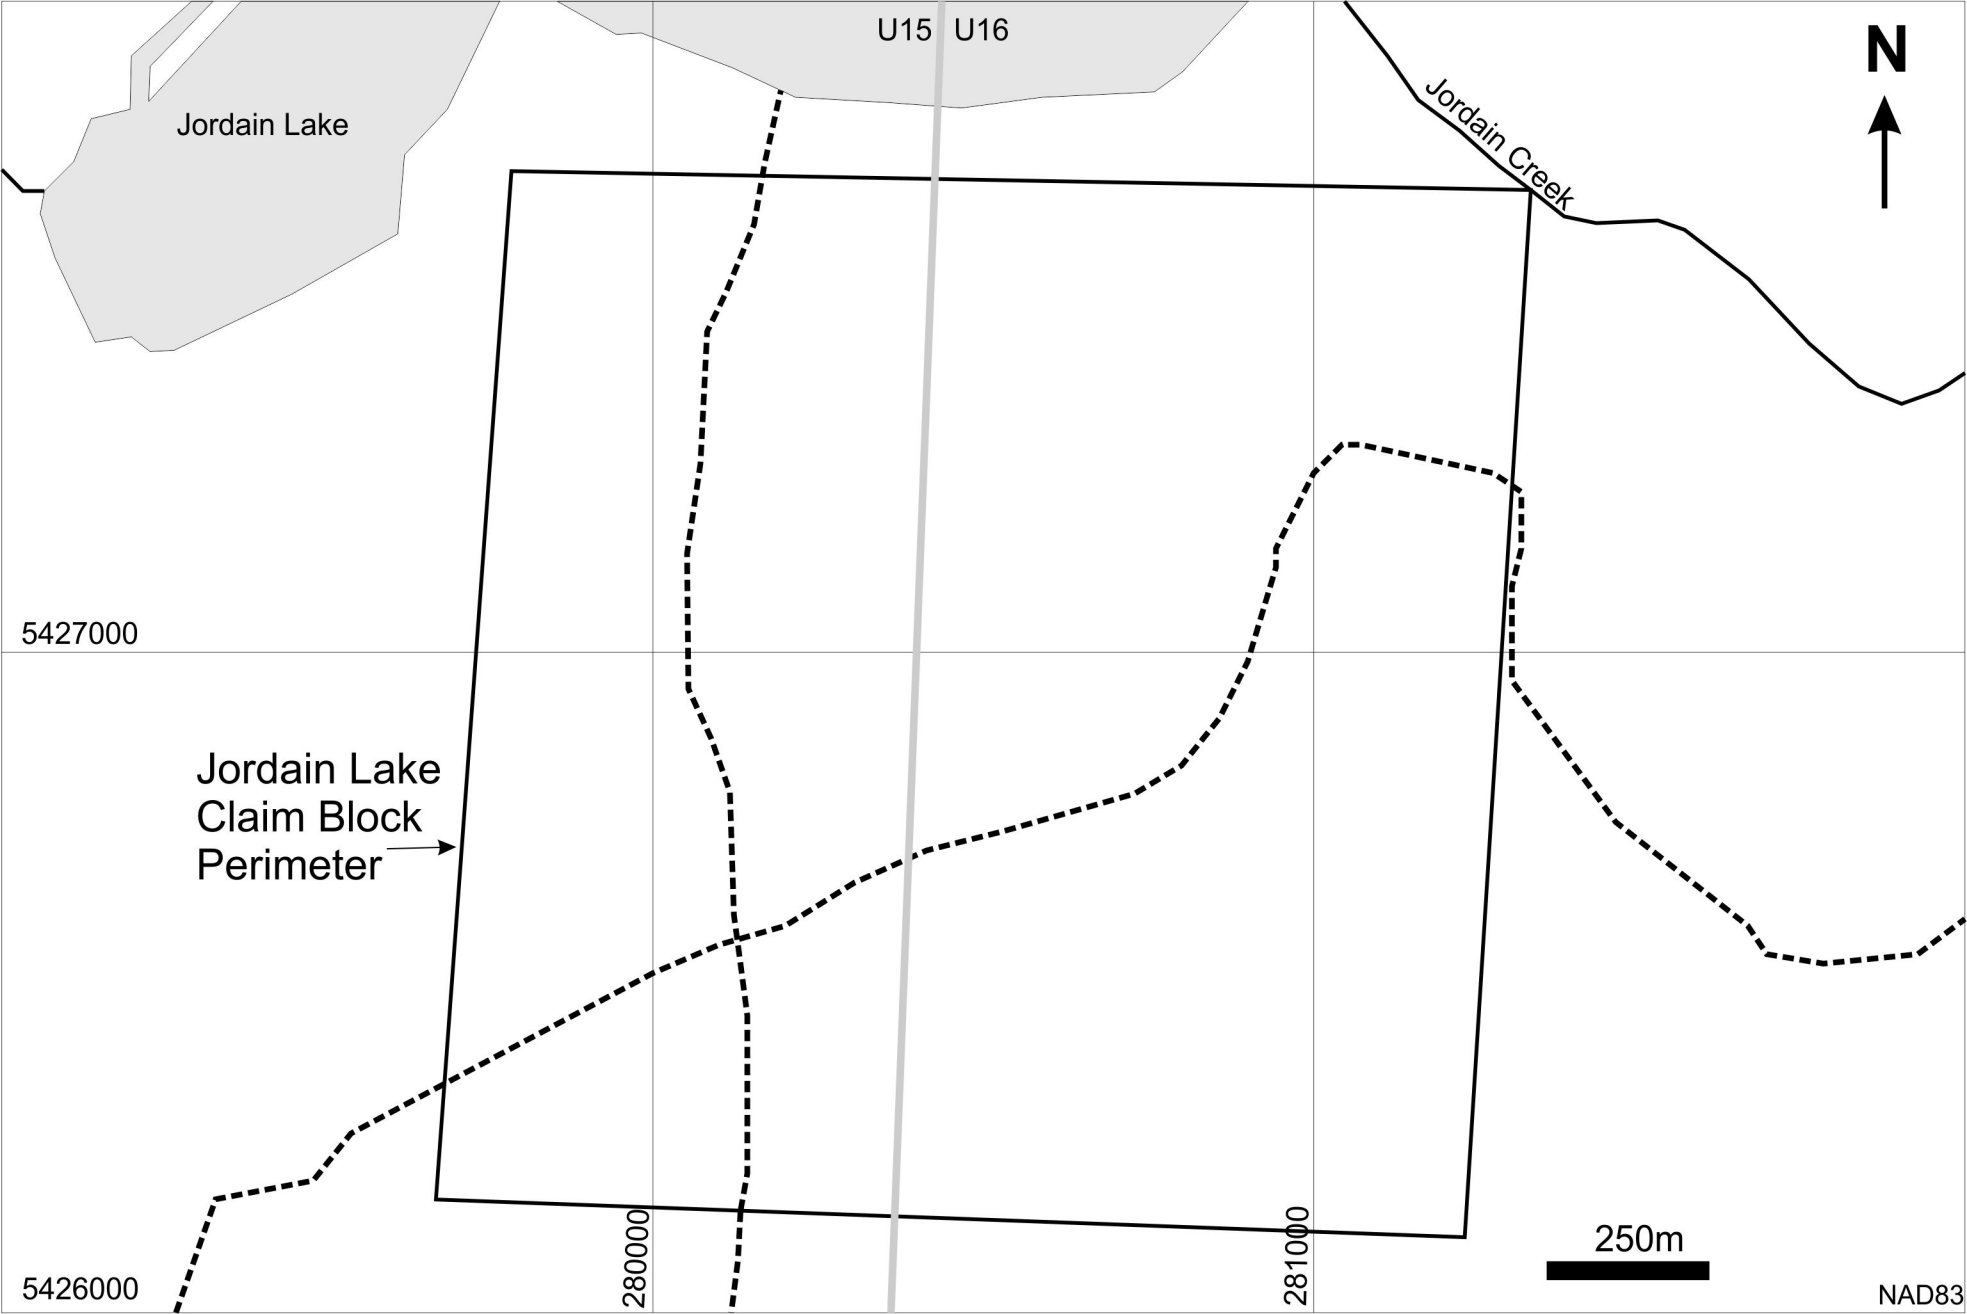 U15 U16
N
Jordain Lake
Jordain Creek
5427000
Jordain Lake
Claim Block
Perimeter
280000
281000
250m
5426000
NAD83